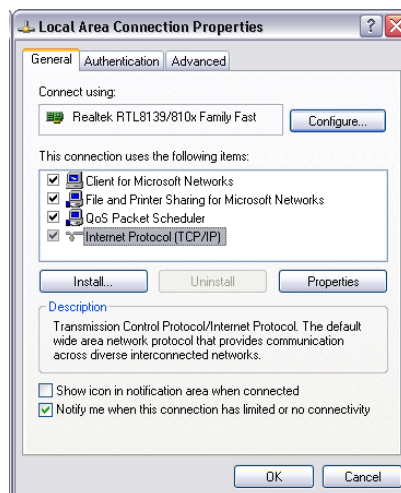 Local Area Connection Properties
General Authentication Advanced
Connect using:
Realtek RTL8139/810x Family Fast Configure...
This connection uses the following items:
Client for Microsoft Networks
File and Printer Sharing for Microsoft Networks
QoS Packet Scheduler
Internet Protocol (TCP/IP)
Install... Uninstall Properties
Description
Transmission Control Protocol/Internet Protocol. The default
wide area network protocol that provides communication
across diverse interconnected networks.
Show icon in notification area when connected
Notify me when this connection has limited or no connectivity
OK Cancel